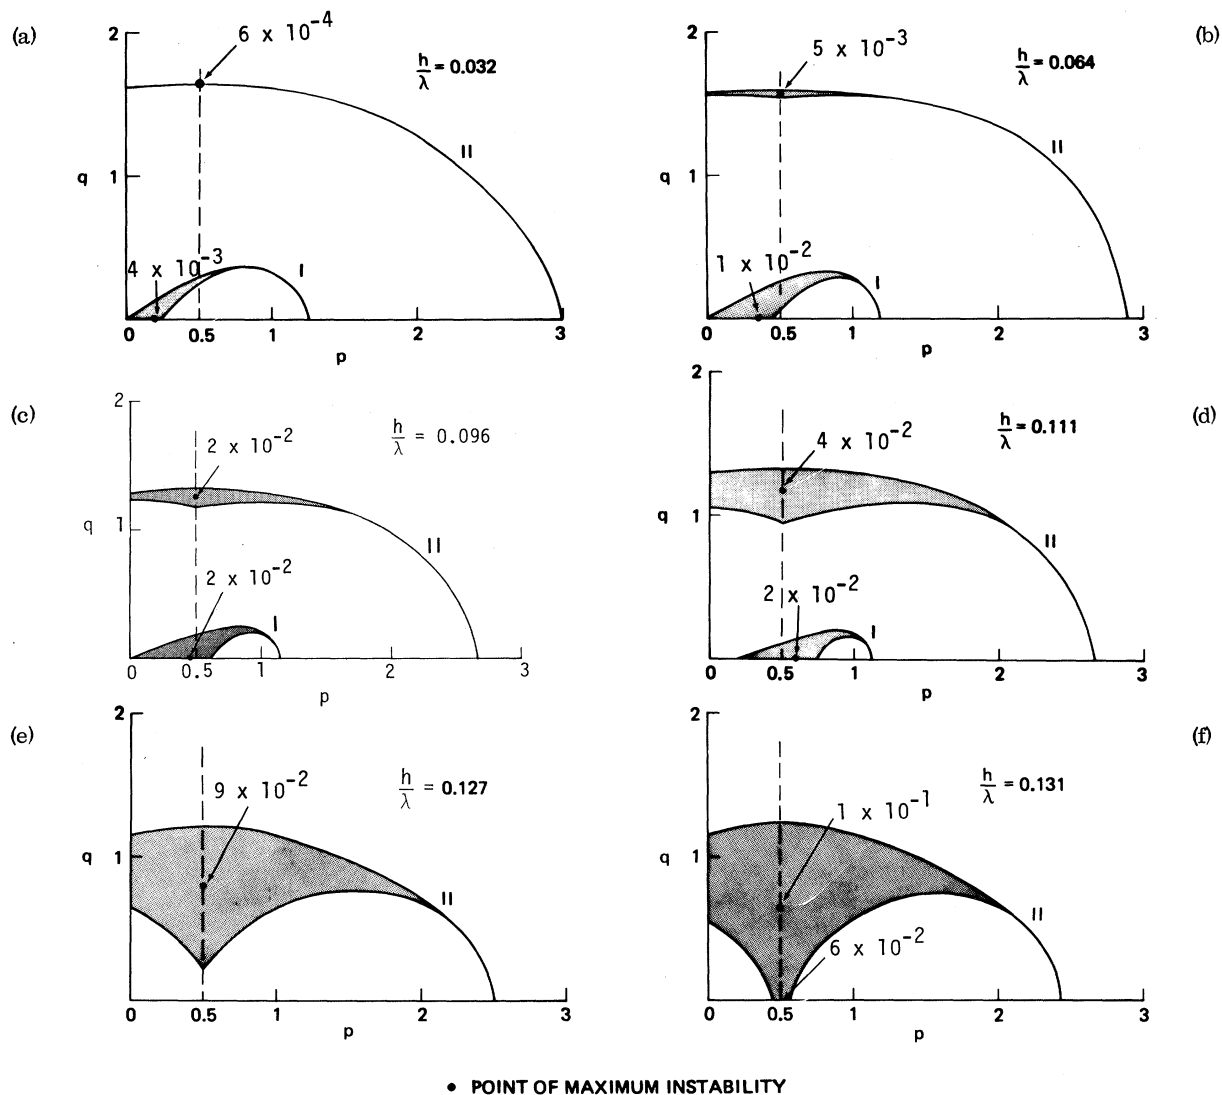 (a)
2
6 x 10⁻⁴
h/λ = 0.032
II
q 1
4 x 10⁻³
I
0 0.5 1 2 3
p
(b)
2
5 x 10⁻³
h/λ = 0.064
II
q 1
1 x 10⁻²
I
0 0.5 1 2 3
p
(c)
2
2 x 10⁻²
h/λ = 0.096
q 1
II
2 x 10⁻²
I
0 0.5 1 2 3
p
(d)
2
4 x 10⁻²
h/λ = 0.111
q 1
II
2 x 10⁻²
I
0 0.5 1 2 3
p
(e)
2
9 x 10⁻²
h/λ = 0.127
q 1
II
0 0.5 1 2 3
p
(f)
2
1 x 10⁻¹
h/λ = 0.131
q 1
II
6 x 10⁻²
0 0.5 1 2 3
p
• POINT OF MAXIMUM INSTABILITY